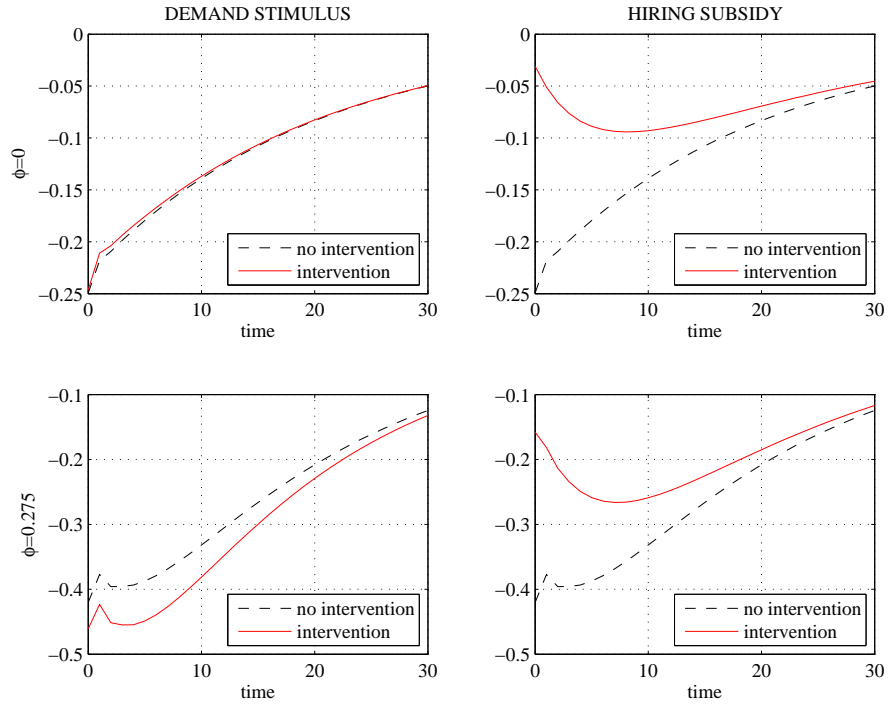 DEMAND STIMULUS
0
−0.05
−0.1
−0.15
−0.2
−0.25
ϕ=0
no intervention
intervention
0 10 20 30
time
HIRING SUBSIDY
0
−0.05
−0.1
−0.15
−0.2
−0.25
no intervention
intervention
0 10 20 30
time
−0.1
−0.2
−0.3
−0.4
−0.5
ϕ=0.275
no intervention
intervention
0 10 20 30
time
−0.1
−0.2
−0.3
−0.4
−0.5
no intervention
intervention
0 10 20 30
time